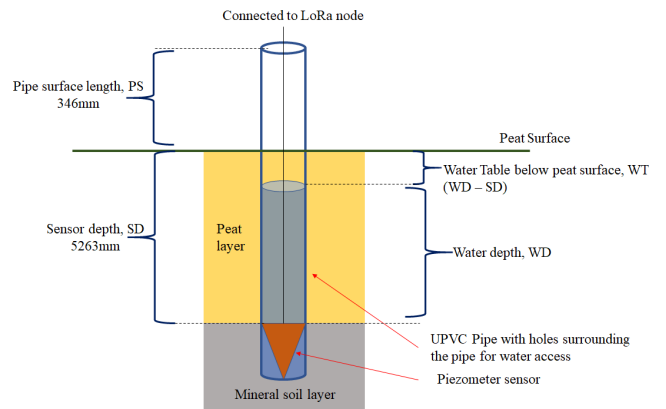 Connected to LoRa node
Pipe surface length, PS
346mm
Peat Surface
Water Table below peat surface, WT
(WD – SD)
Sensor depth, SD
5263mm
Peat
layer
Water depth, WD
UPVC Pipe with holes surrounding
the pipe for water access
Piezometer sensor
Mineral soil layer